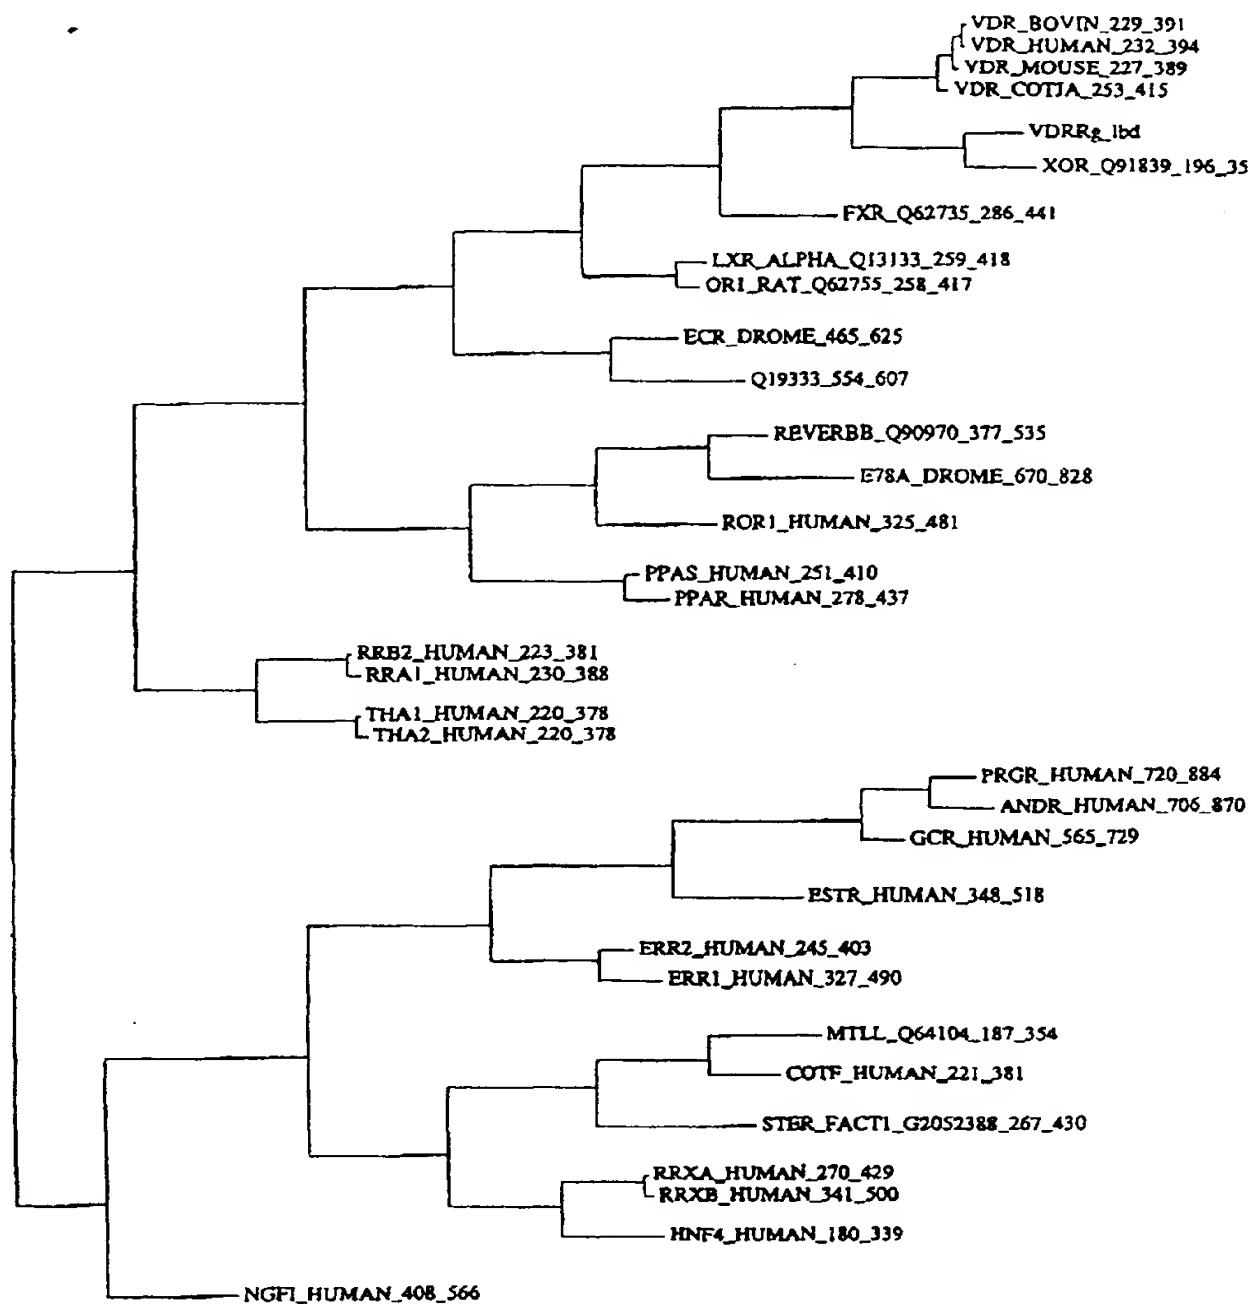 VDR_BOVIN_229_391
VDR_HUMAN_232_394
VDR_MOUSE_227_389
VDR_COTJA_253_415
VDRRg_lbd
XOR_Q91839_196_35
FXR_Q62735_286_441
LXR_ALPHA_Q13133_259_418
OR1_RAT_Q62755_258_417
ECR_DROME_465_625
Q19333_554_607
REVERBB_Q90970_377_535
E78A_DROME_670_828
ROR1_HUMAN_325_481
PPAS_HUMAN_251_410
PPAR_HUMAN_278_437
RRB2_HUMAN_223_381
RRA1_HUMAN_230_388
THA1_HUMAN_220_378
THA2_HUMAN_220_378
PRGR_HUMAN_720_884
ANDR_HUMAN_706_870
GCR_HUMAN_565_729
ESTR_HUMAN_348_518
ERR2_HUMAN_245_403
ERR1_HUMAN_327_490
MTLL_Q64104_187_354
COTF_HUMAN_221_381
STER_FACT1_G2052388_267_430
RRXA_HUMAN_270_429
RRXB_HUMAN_341_500
HNF4_HUMAN_180_339
NGFI_HUMAN_408_566